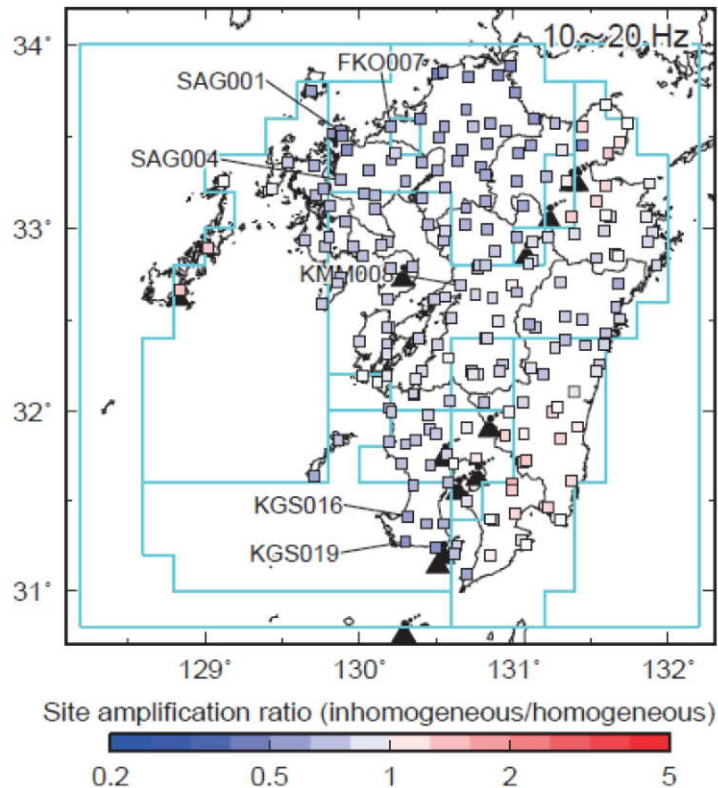 34°
10 ~ 20 Hz
FKO007
SAG001
SAG004
33°
KMM008
32°
KGS016
KGS019
31°
129° 130° 131° 132°
Site amplification ratio (inhomogeneous/homogeneous)
0.2 0.5 1 2 5